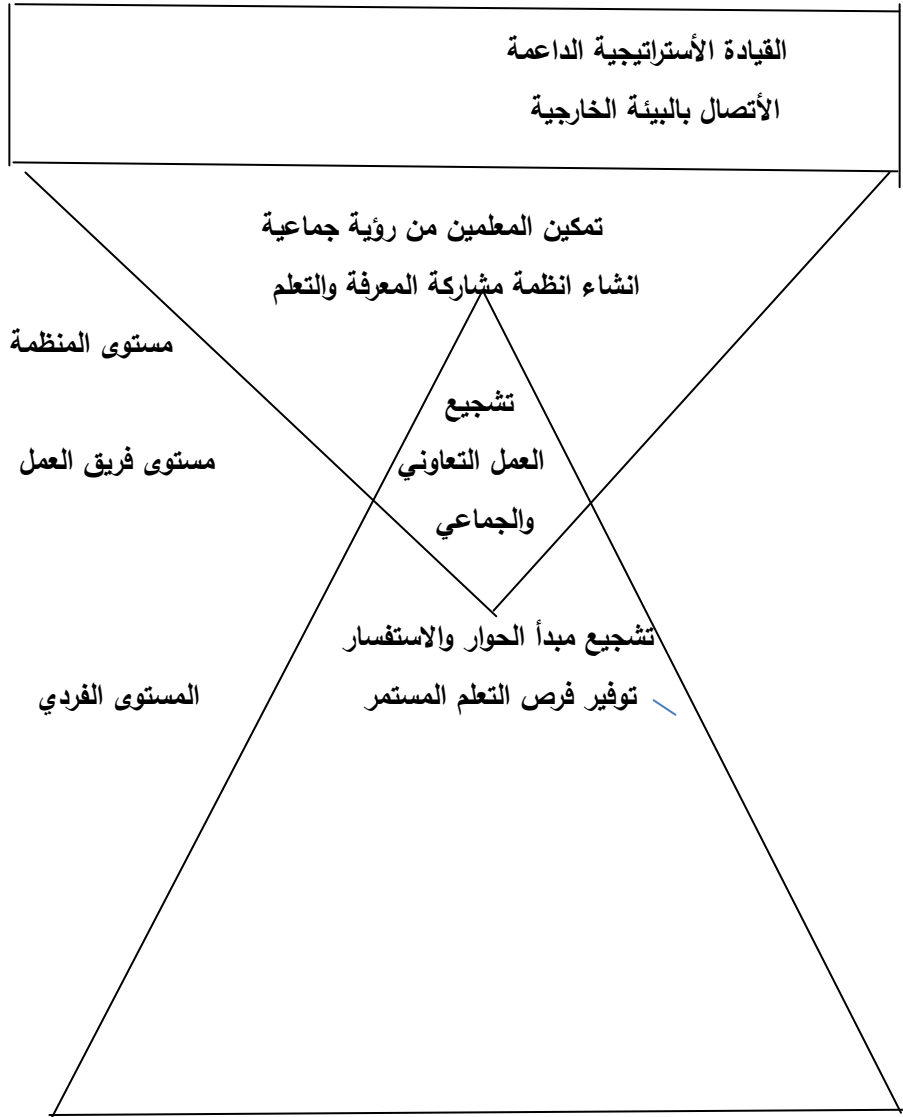 القيادة الأستراتيجية الداعمة
الأتصال بالبيئة الخارجية
تمكين المعلمين من رؤية جماعية
انشاء انظمة مشاركة المعرفة والتعلم
مستوى المنظمة
تشجيع
العمل التعاوني
مستوى فريق العمل
والجماعي
تشجيع مبدأ الحوار والاستفسار
توفير فرص التعلم المستمر
المستوى الفردي